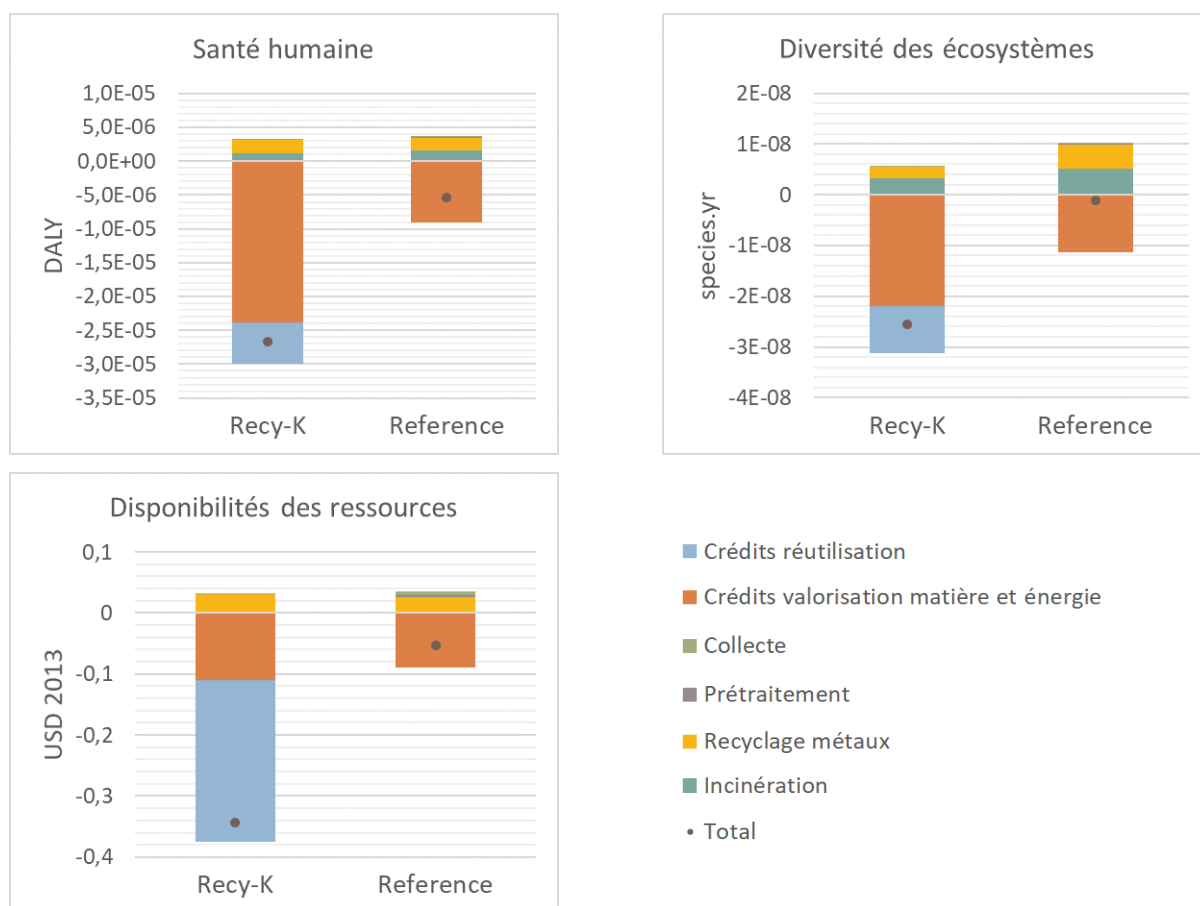 Santé humaine
1,0E-05
5,0E-06
0,0E+00
-5,0E-06
-1,0E-05
-1,5E-05
-2,0E-05
-2,5E-05
-3,0E-05
-3,5E-05
DALY
Recy-K Reference
Diversité des écosystèmes
2E-08
1E-08
0
-1E-08
-2E-08
-3E-08
-4E-08
species.yr
Recy-K Reference
Disponibilités des ressources
0,1
0
-0,1
-0,2
-0,3
-0,4
USD 2013
Recy-K Reference
Crédits réutilisation
Crédits valorisation matière et énergie
Collecte
Prétraitement
Recyclage métaux
Incinération
Total